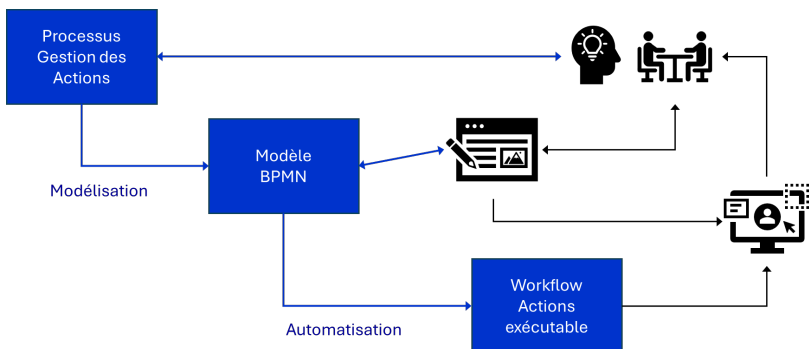 Processus
Gestion des
Actions
Modèle
BPMN
Modélisation
Workflow
Actions
exécutable
Automatisation